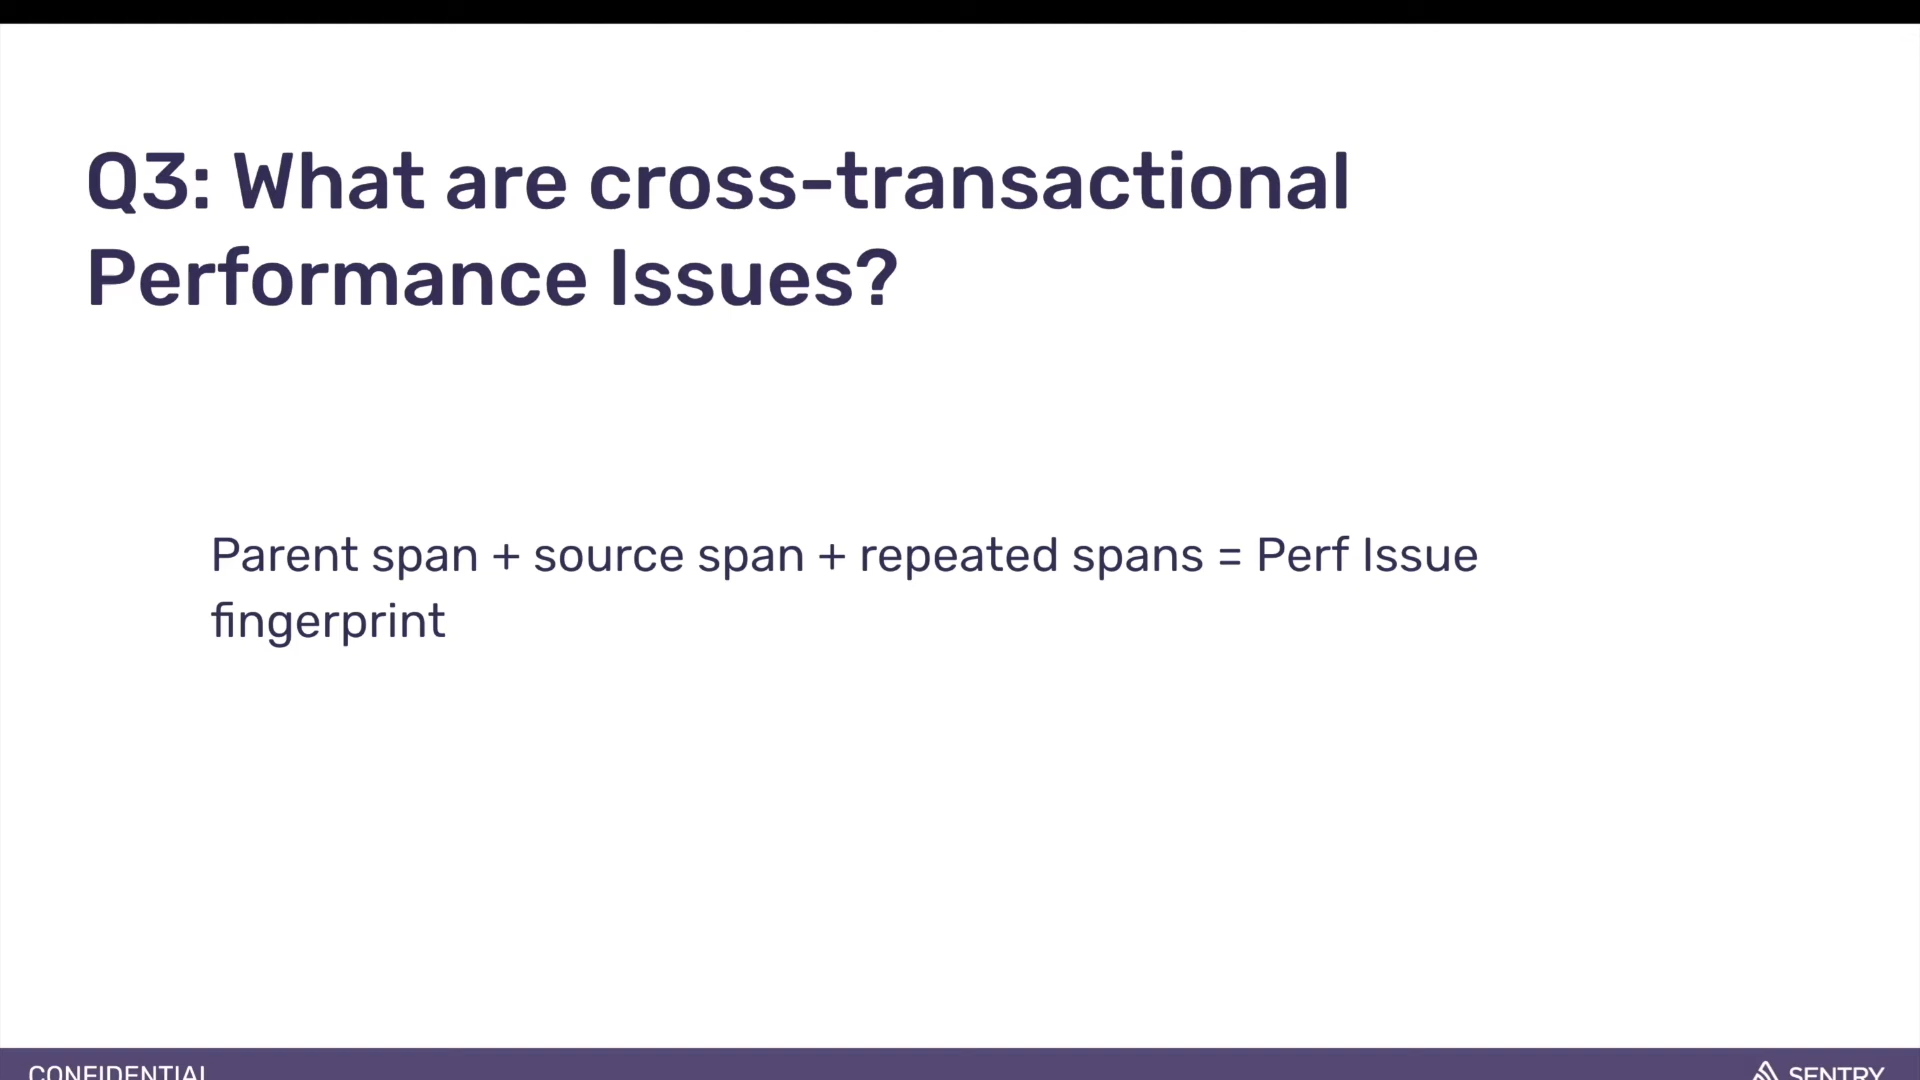 Q3: What are cross-transactional
Performance Issues?
Parent span + source span + repeated spans = Perf Issue
fingerprint
CONFIDENTIAL
SENTRY